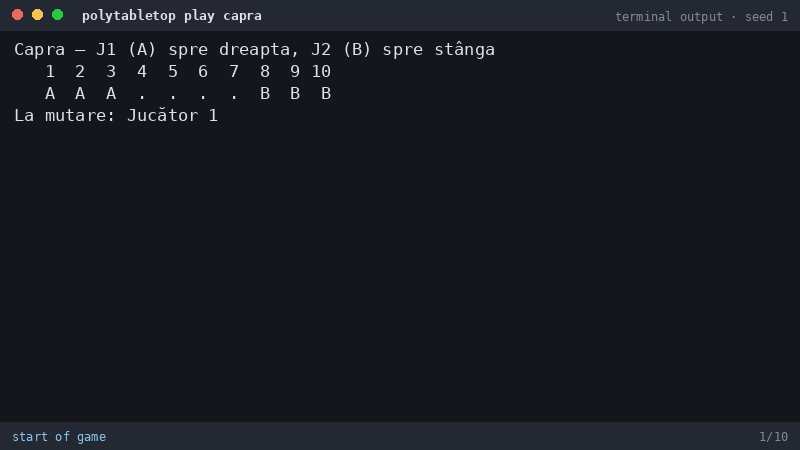 polytabletop play capra
terminal output · seed 1
Capra — J1 (A) spre dreapta, J2 (B) spre stânga
1 2 3 4 5 6 7 8 9 10
A A A . . . . B B B
La mutare: Jucător 1
start of game
1/10